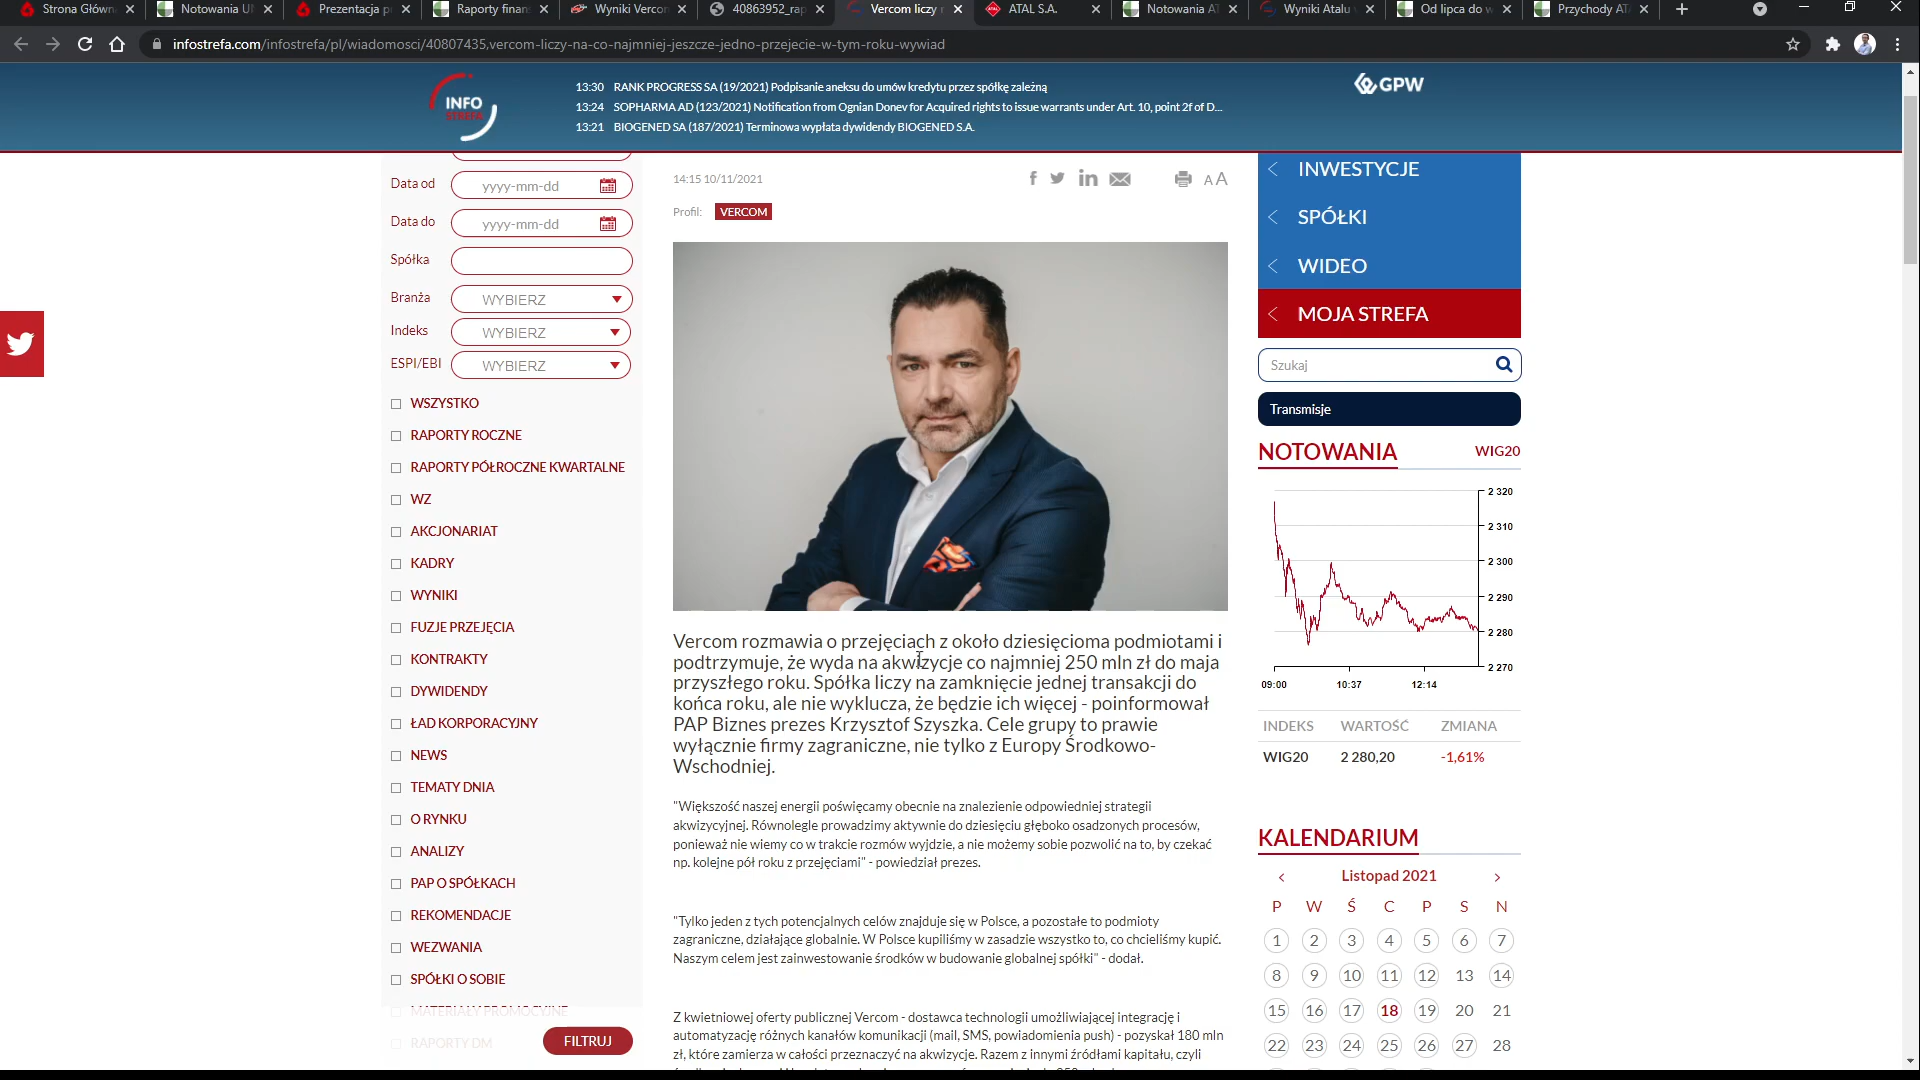 Strona Główn
Notowania U
Prezentacja p
Raporty finan
Wyniki Vercon
40863952_rap
Vercom liczy
ATAL S.A.
Notowania A
Wyniki Atalu
Od lipca do w
Przychody AT
infostrefa.com/infostrefa/pl/wiadomosci/40807435,vercom-liczy-na-co-najmniej-jeszcze-jedno-przejecie-w-tym-roku-wywiad
INFO
STREFA
13:30 RANK PROGRESS SA (19/2021) Podpisanie aneksu do umów kredytu przez spółkę zależną
13:24 SOPHARMA AD (123/2021) Notification from Ognian Donev for Acquired rights to issue warrants under Art. 10, point 2f of D...
13:21 BIOGENED SA (187/2021) Terminowa wypłata dywidendy BIOGENED S.A.
GPW
Data od
yyyy-mm-dd
Data do
yyyy-mm-dd
Spółka
Branża
WYBIERZ
Indeks
WYBIERZ
ESPI/EBI
WYBIERZ
WSZYSTKO
RAPORTY ROCZNE
RAPORTY PÓŁROCZNE KWARTALNE
WZ
AKCJONARIAT
KADRY
WYNIKI
FUZJE PRZEJĘCIA
KONTRAKTY
DYWIDENDY
ŁAD KORPORACYJNY
NEWS
TEMATY DNIA
O RYNKU
ANALIZY
PAP O SPÓŁKACH
REKOMENDACJE
WEZWANIA
SPÓŁKI O SOBIE
MATERIAŁY PROMOCYJNE
RAPORTY DM
FILTRUJ
14:15 10/11/2021
A A
Profil:
VERCOM
Vercom rozmawia o przejęciach z około dziesięcioma podmiotami i
podtrzymuje, że wyda na akwizycje co najmniej 250 mln zł do maja
przyszłego roku. Spółka liczy na zamknięcie jednej transakcji do
końca roku, ale nie wyklucza, że będzie ich więcej - poinformował
PAP Biznes prezes Krzysztof Szyszka. Cele grupy to prawie
wyłącznie firmy zagraniczne, nie tylko z Europy Środkowo-
Wschodniej.
"Większość naszej energii poświęcamy obecnie na znalezienie odpowiedniej strategii
akwizycyjnej. Równolegle prowadzimy aktywnie do dziesięciu głęboko osadzonych procesów,
ponieważ nie wiemy co w trakcie rozmów wyjdzie, a nie możemy sobie pozwolić na to, by czekać
np. kolejne pół roku z przejęciami" - powiedział prezes.
"Tylko jeden z tych potencjalnych celów znajduje się w Polsce, a pozostałe to podmioty
zagraniczne, działające globalnie. W Polsce kupiliśmy w zasadzie wszystko to, co chcieliśmy kupić.
Naszym celem jest zainwestowanie środków w budowanie globalnej spółki" - dodał.
Z kwietniowej oferty publicznej Vercom - dostawca technologii umożliwiającej integrację i
automatyzację różnych kanałów komunikacji (mail, SMS, powiadomienia push) - pozyskał 180 mln
zł, które zamierza w całości przeznaczyć na akwizycje. Razem z innymi źródłami kapitału, czyli
INWESTYCJE
SPÓŁKI
WIDEO
MOJA STREFA
Szukaj
Transmisje
NOTOWANIA
WIG20
2 320
2 310
2 300
2 290
2 280
2 270
09:00 10:37 12:14
INDEKS WARTOŚĆ ZMIANA
WIG20 2 280,20 -1,61%
KALENDARIUM
Listopad 2021
P W Ś C P S N
1 2 3 4 5 6 7
8 9 10 11 12 13 14
15 16 17 18 19 20 21
22 23 24 25 26 27 28